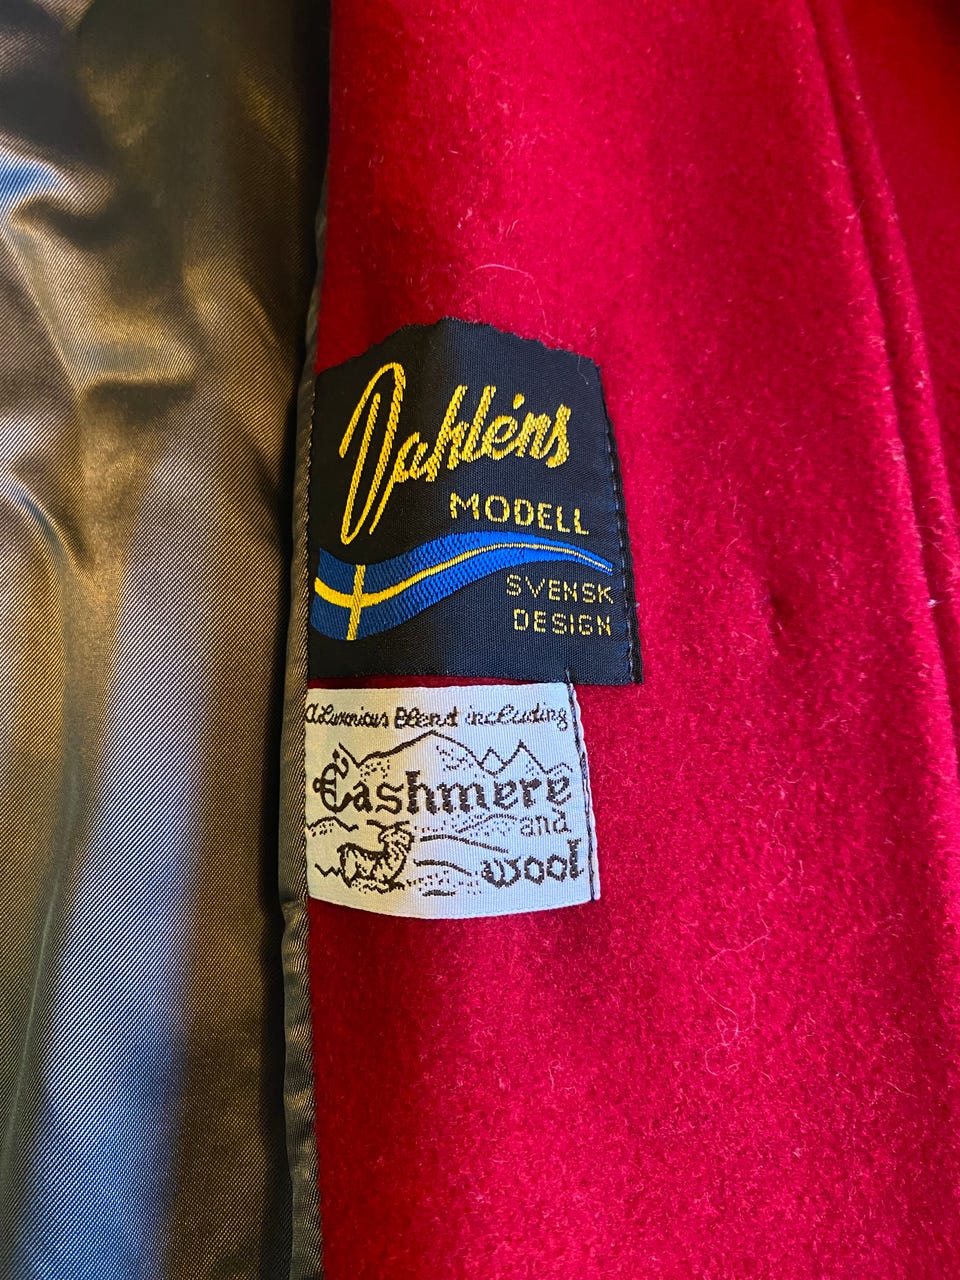 Dahléns
MODELL
SVENSK
DESIGN
A Luxurious Blend including
Cashmere
and
wool